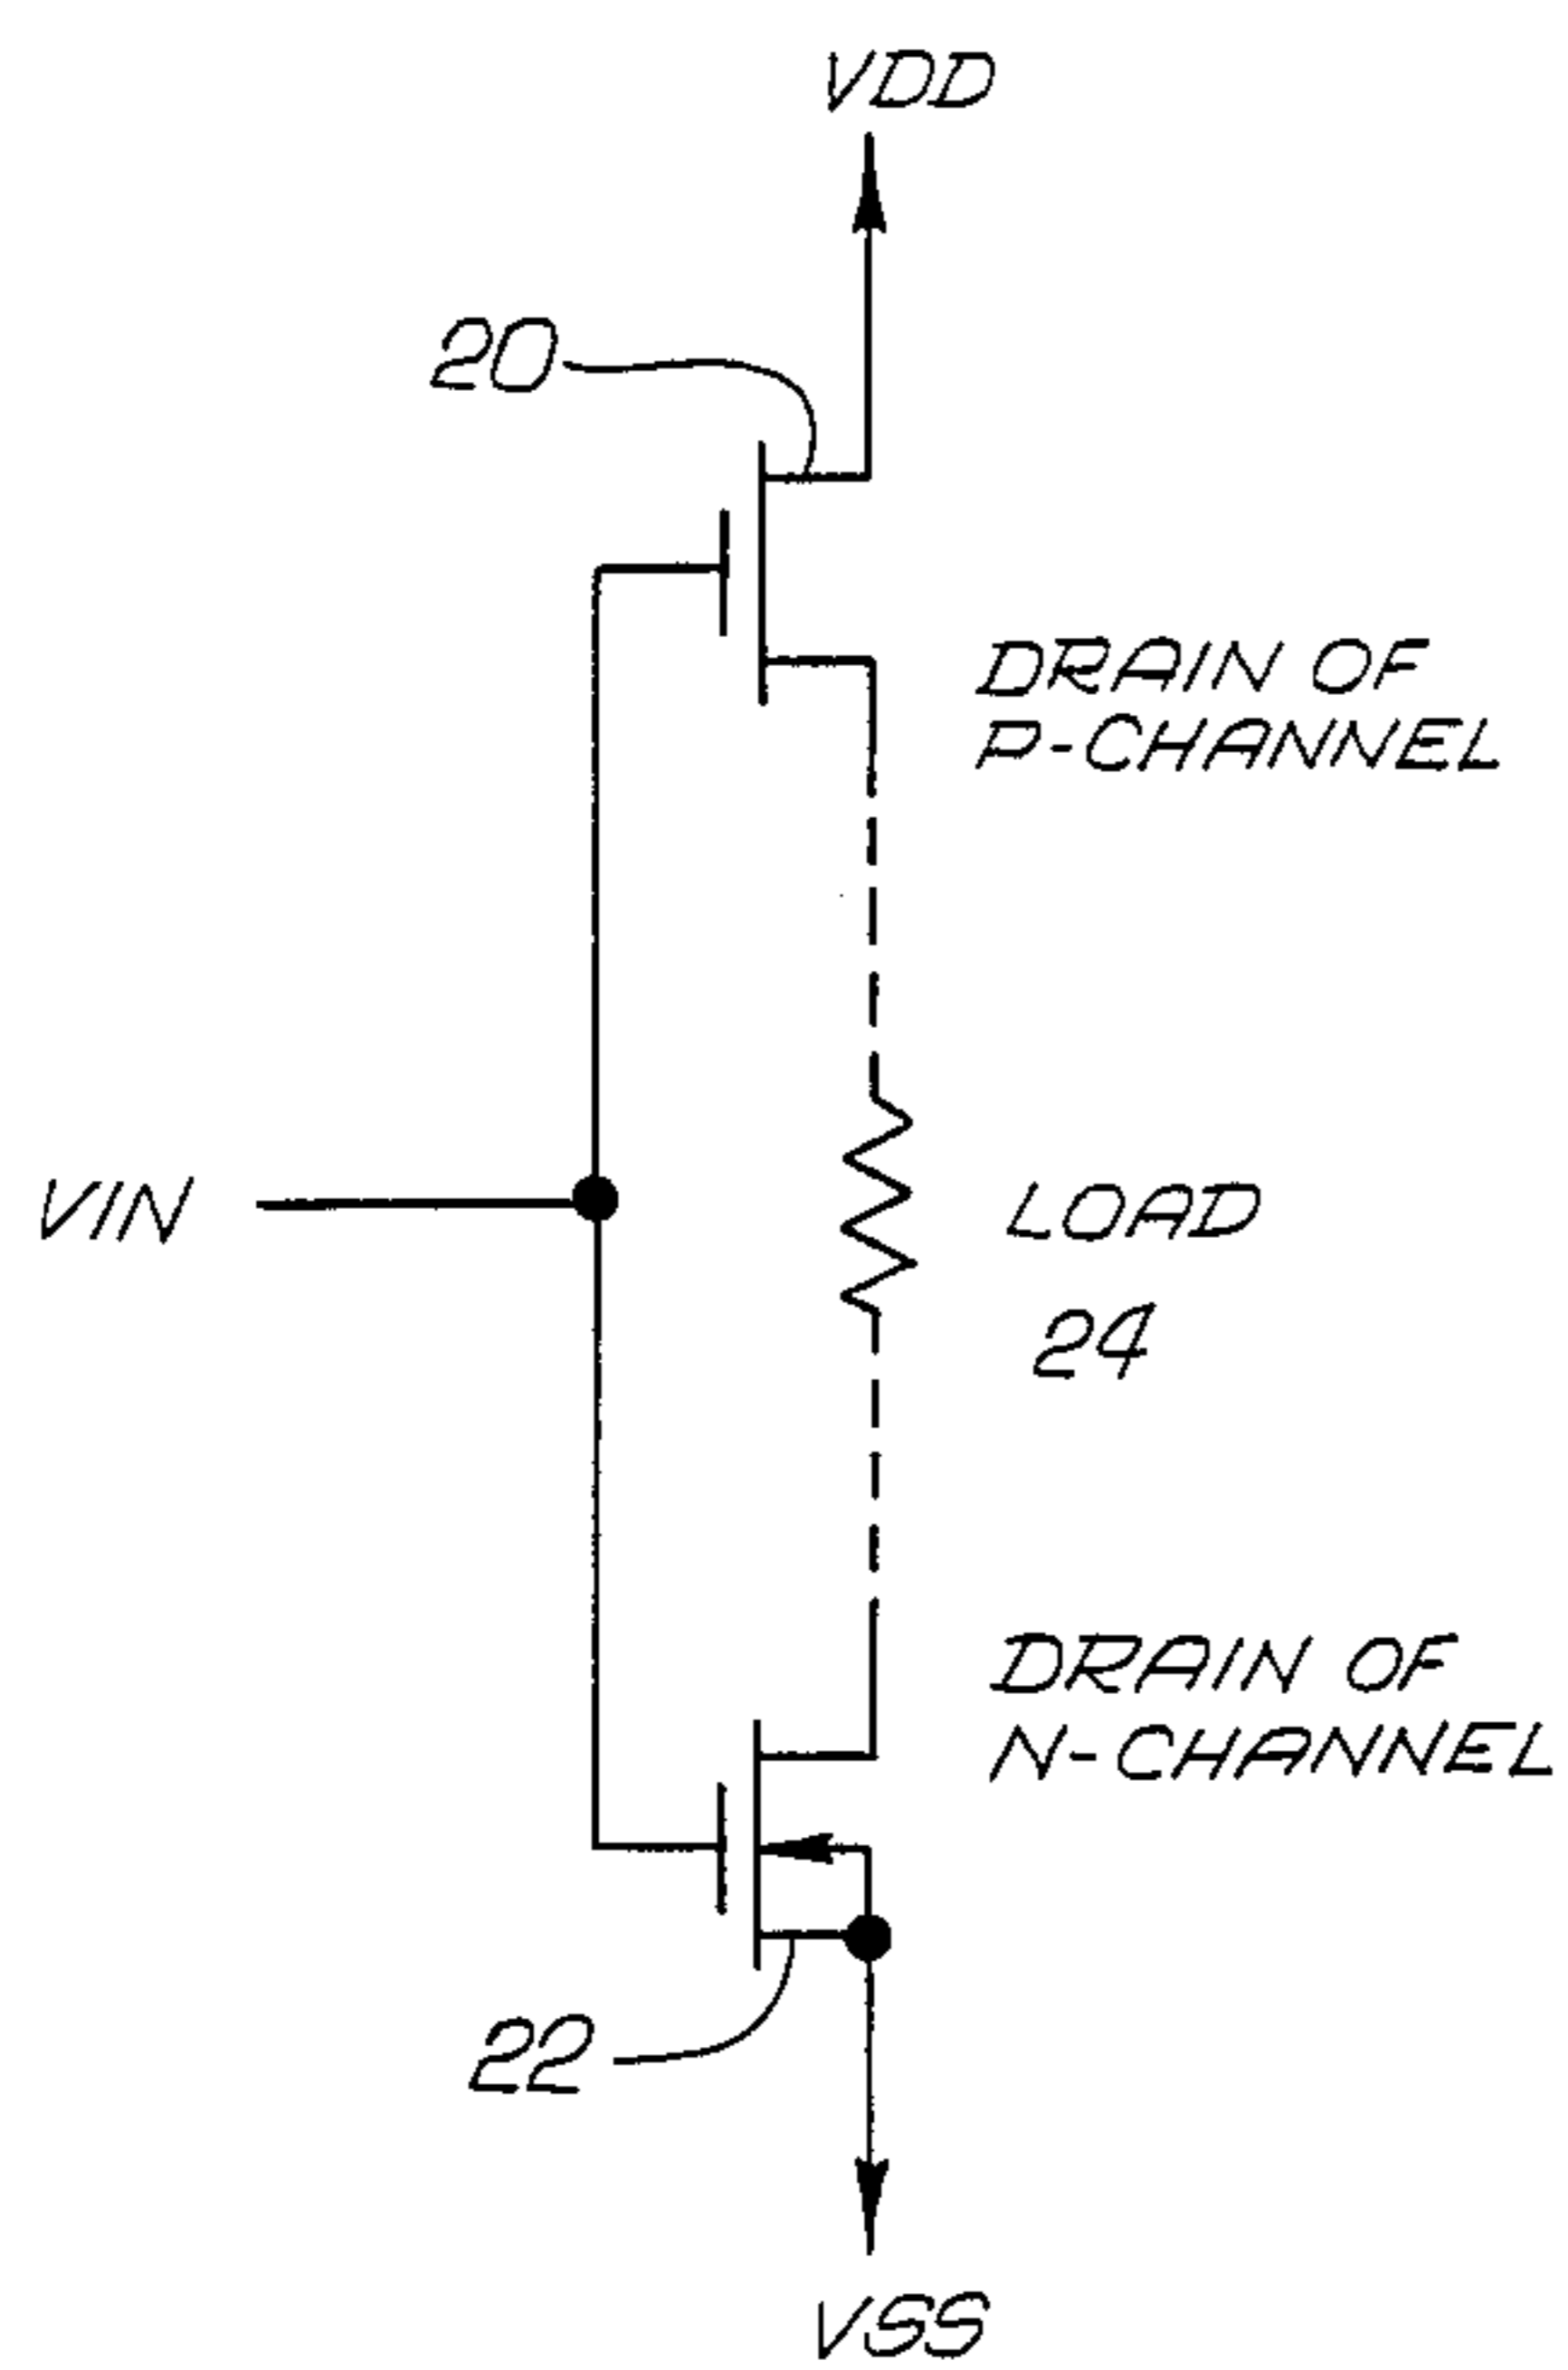 VDD
20
DRAIN OF
P-CHANNEL
VIN
LOAD
24
DRAIN OF
N-CHANNEL
22
VSS